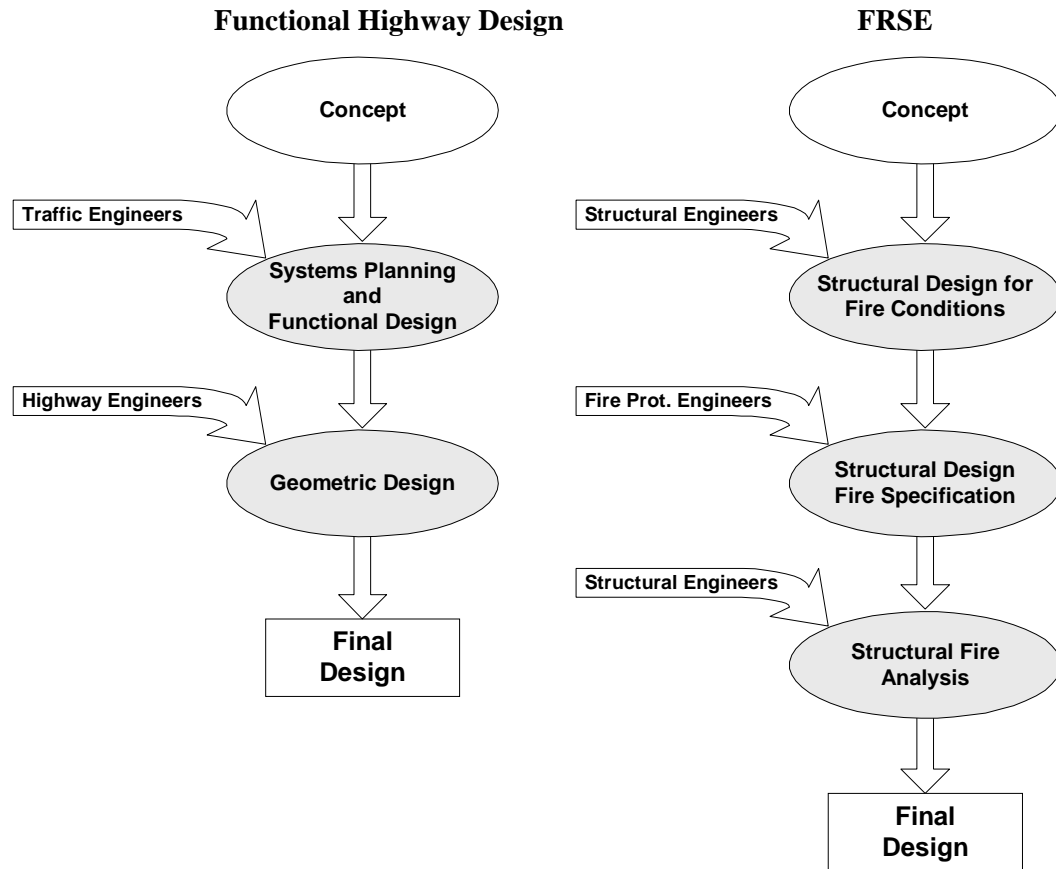 Functional Highway Design
Concept
Traffic Engineers
Systems Planning
and
Functional Design
Highway Engineers
Geometric Design
Final
Design
FRSE
Concept
Structural Engineers
Structural Design for
Fire Conditions
Fire Prot. Engineers
Structural Design
Fire Specification
Structural Engineers
Structural Fire
Analysis
Final
Design